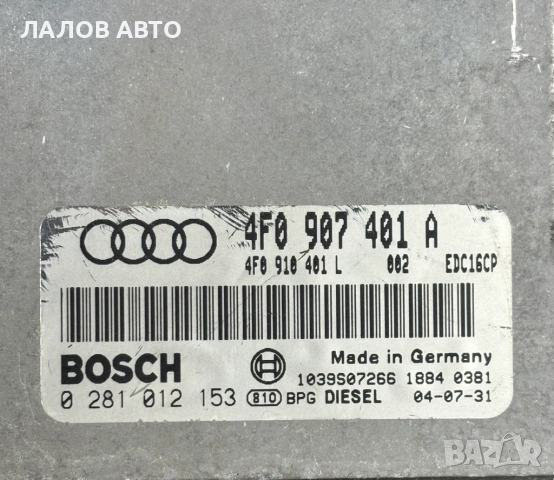 ЛАЛОВ АВТО
4F0 907 401 A
4F0 910 401 L 002 EDC16CP
BOSCH
Made in Germany
1039S07266 1884 0381
0 281 012 153 810 BPG DIESEL 04-07-31
BAZAR